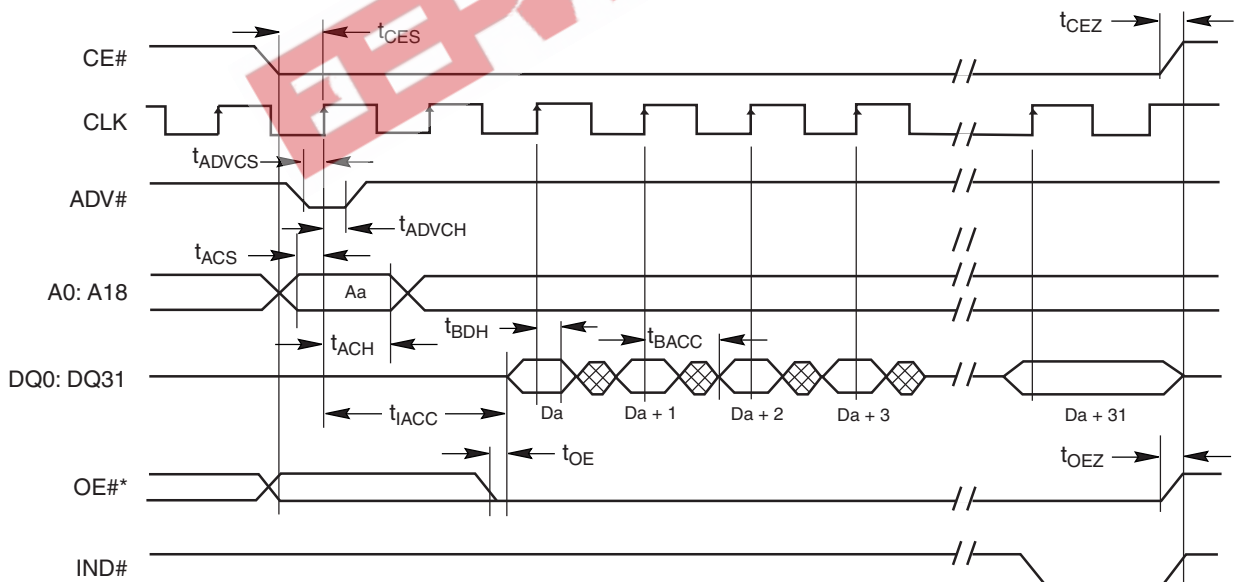 tCES
tCEZ
CE#
CLK
tADVCS
ADV#
tADVCH
tACS
A0: A18
Aa
tACH
tBDH
tBACC
DQ0: DQ31
Da
Da + 1
Da + 2
Da + 3
Da + 31
tIACC
tOE
tOEZ
OE#*
IND#